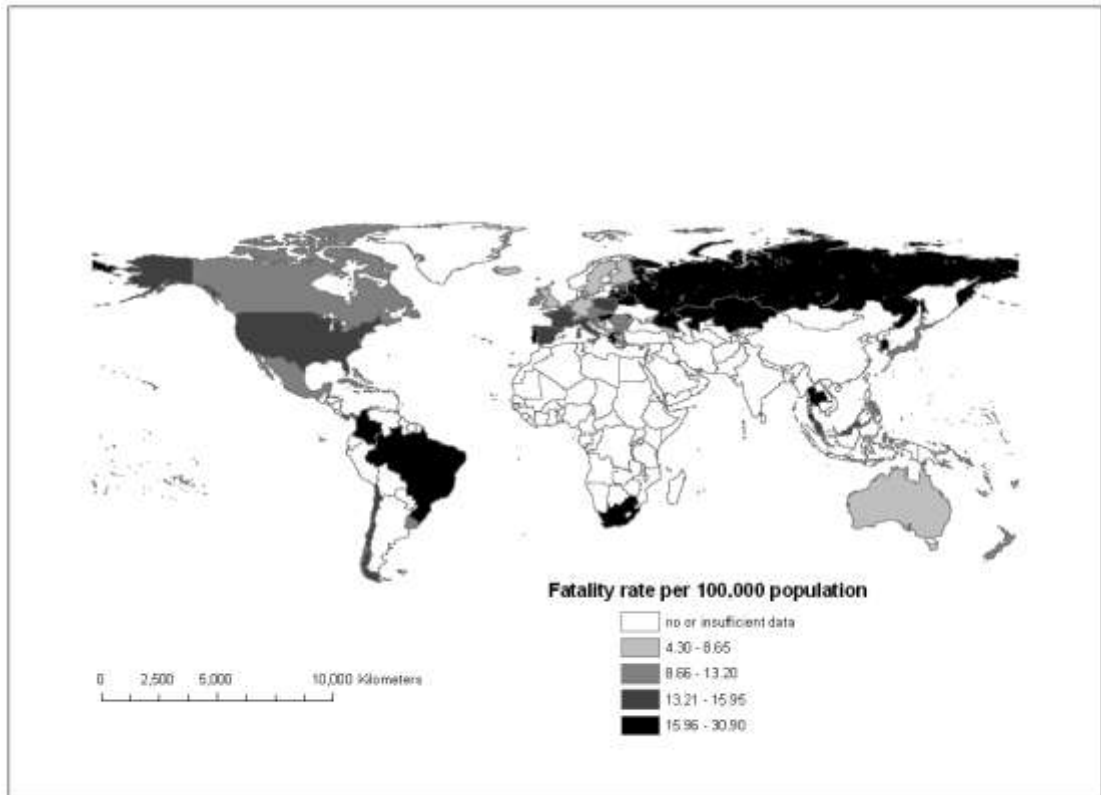 Fatality rate per 100.000 population
no or insufficient data
4.30 - 8.65
8.66 - 13.20
13.21 - 15.95
15.96 - 30.90
0 2,500 5,000 10,000 Kilometers